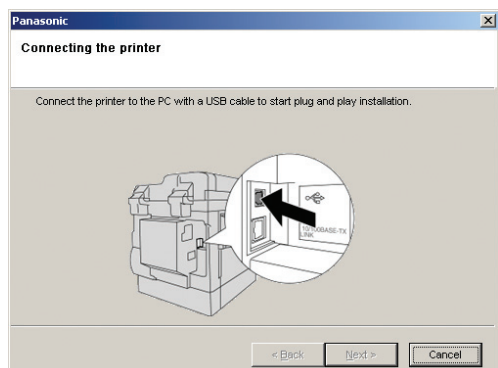 Panasonic
Connecting the printer
Connect the printer to the PC with a USB cable to start plug and play installation.
10/100BASE-TX
LINK
< Back
Next >
Cancel